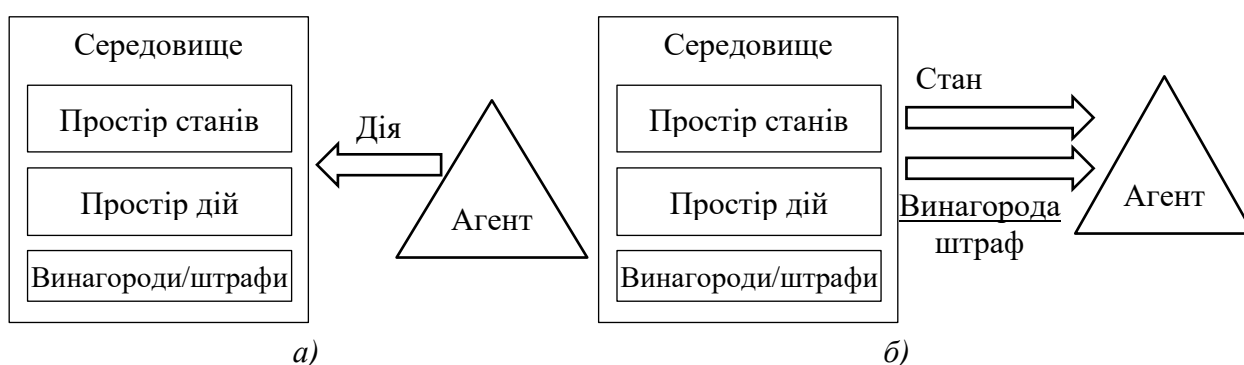 Середовище
Простір станів
Простір дій
Винагороди/штрафи
Дія
Агент
а)
Середовище
Простір станів
Простір дій
Винагороди/штрафи
Стан
Винагорода
штраф
Агент
б)